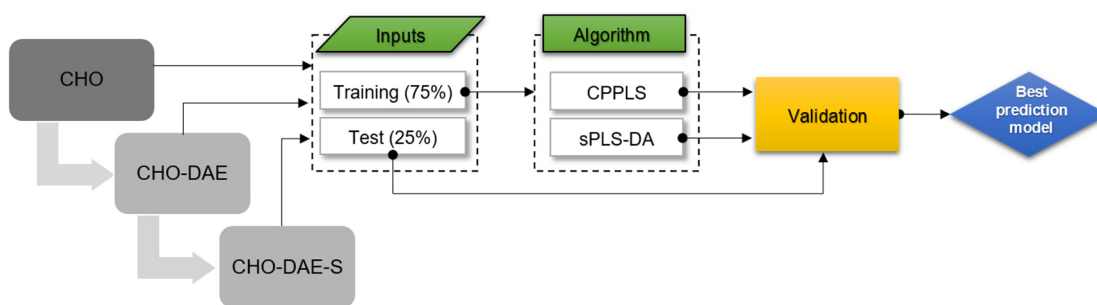 CHO
CHO-DAE
CHO-DAE-S
Inputs
Training (75%)
Test (25%)
Algorithm
CPPLS
sPLS-DA
Validation
Best
prediction
model